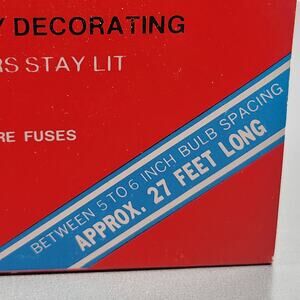 Y DECORATING
RS STAY LIT
RE FUSES
BETWEEN 5 TO 6 INCH BULB SPACING
APPROX. 27 FEET LONG